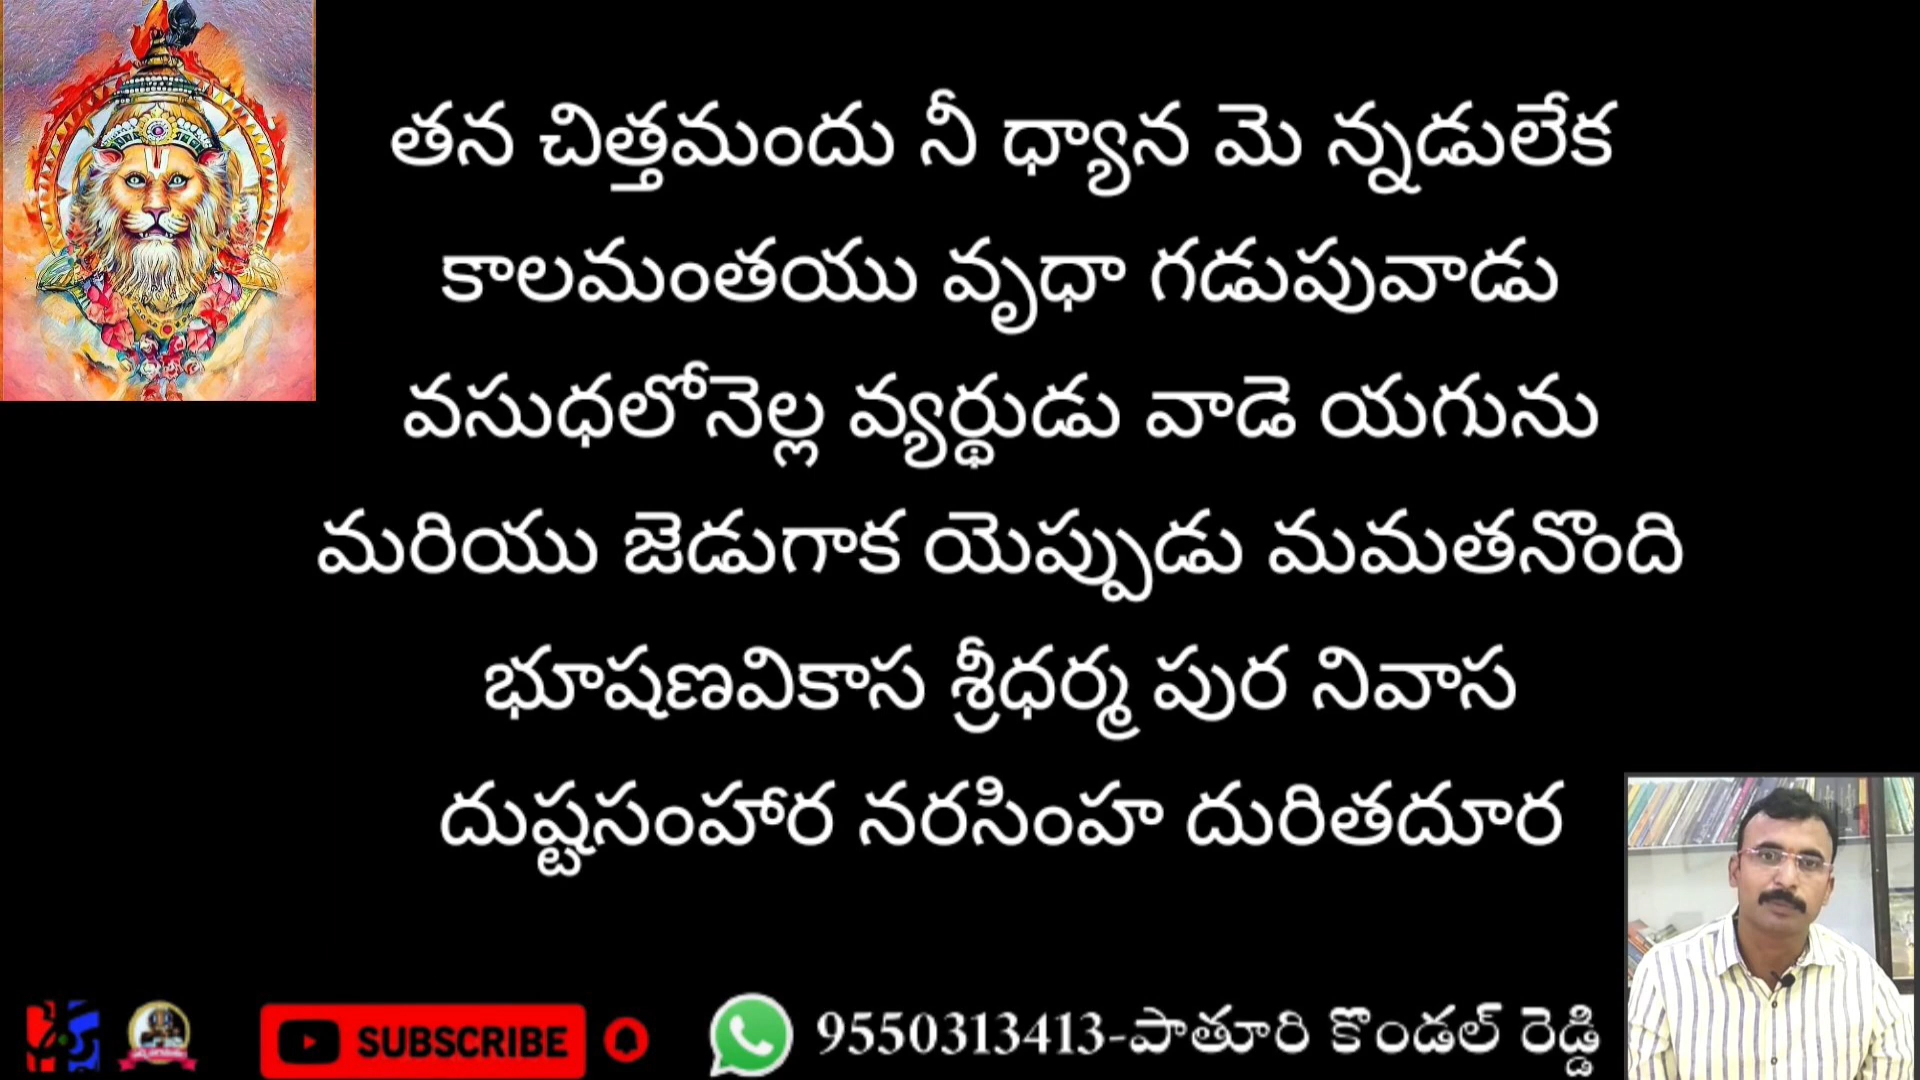 తన చిత్తమందు నీ ధ్యాన మె న్నడులేక
కాలమంతయు వృధా గడుపువాడు
వసుధలోనెల్ల వ్యర్థుడు వాడె యగును
మరియు జెడుగాక యెప్పుడు మమతనొంది
భూషణవికాస శ్రీధర్మ పుర నివాస
దుష్టసంహార నరసింహ దురితదూర
SUBSCRIBE
9550313413-పాతూరి కొండల్ రెడ్డి